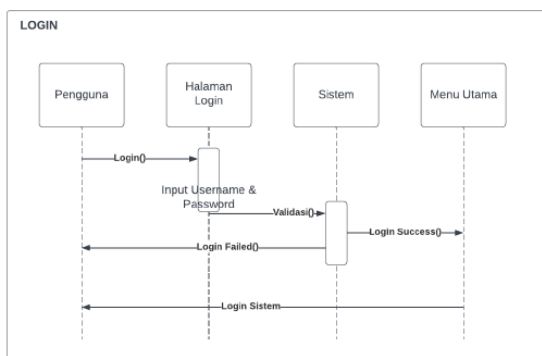 LOGIN
Pengguna
Halaman
Login
Sistem
Menu Utama
Login()
Input Username &
Password
Validasi()
Login Success()
Login Failed()
Login Sistem